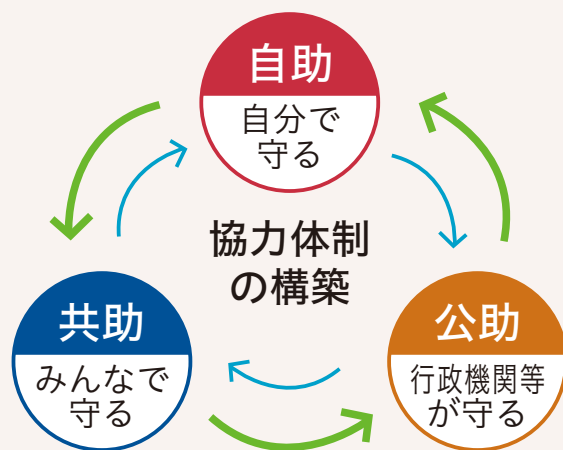 自助
自分で
守る
協力体制
の構築
共助
みんなで
守る
公助
行政機関等
が守る